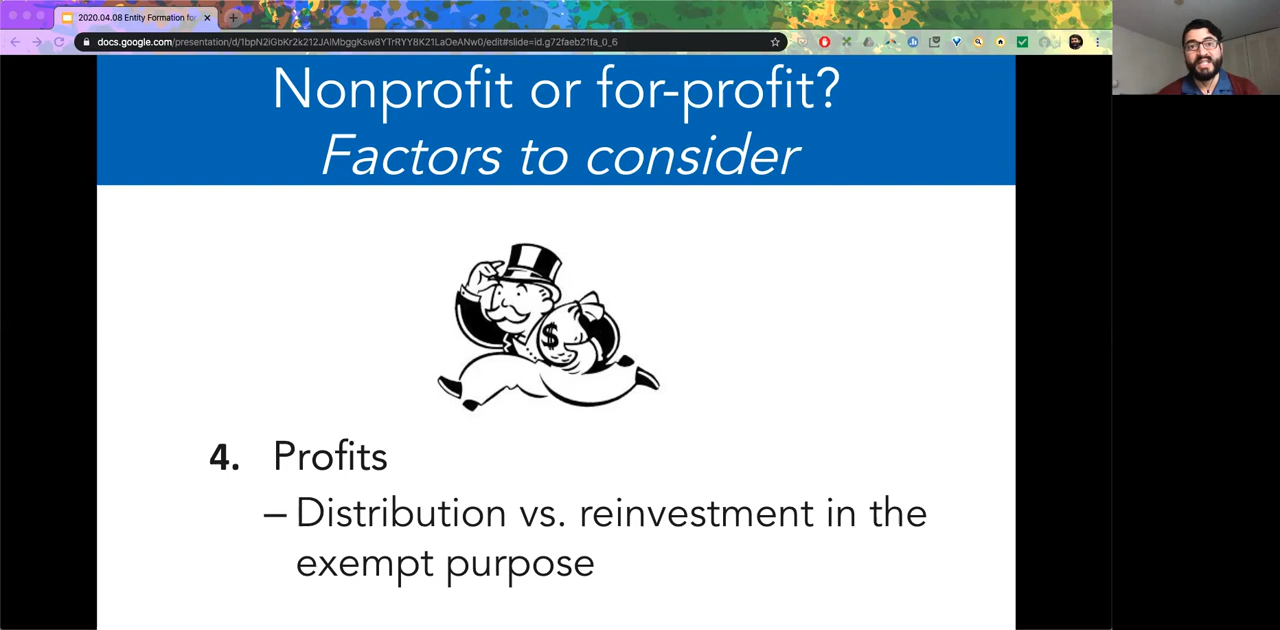 2020.04.08 Entity Formation for
docs.google.com/presentation/d/1bpN2iGbKr2k212JAlMbggKsw8YTrRYY8K21LaOeANw0/edit#slide=id.g72faeb21fa_0_6
Nonprofit or for-profit?
Factors to consider
$
4. Profits
– Distribution vs. reinvestment in the
exempt purpose